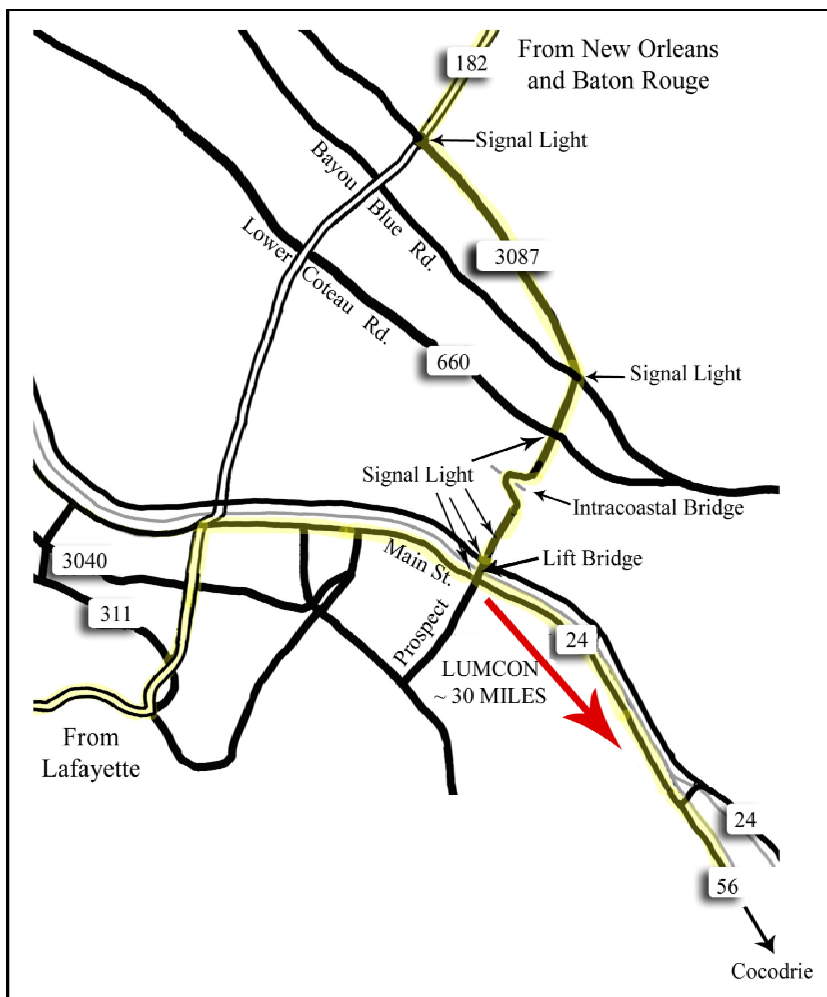 182
From New Orleans
and Baton Rouge
Signal Light
Bayou Blue Rd.
Lower Coteau Rd.
3087
660
Signal Light
Signal Light
Intracoastal Bridge
Main St.
Lift Bridge
3040
311
Prospect
24
LUMCON
~ 30 MILES
From
Lafayette
24
56
Cocodrie